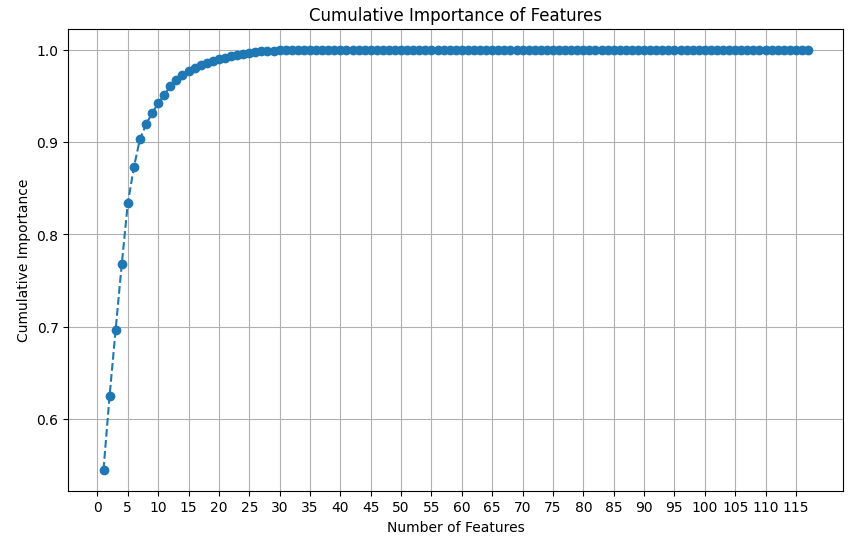 Cumulative Importance of Features
1.0
0.9
0.8
0.7
0.6
Cumulative Importance
0 5 10 15 20 25 30 35 40 45 50 55 60 65 70 75 80 85 90 95 100 105 110 115
Number of Features